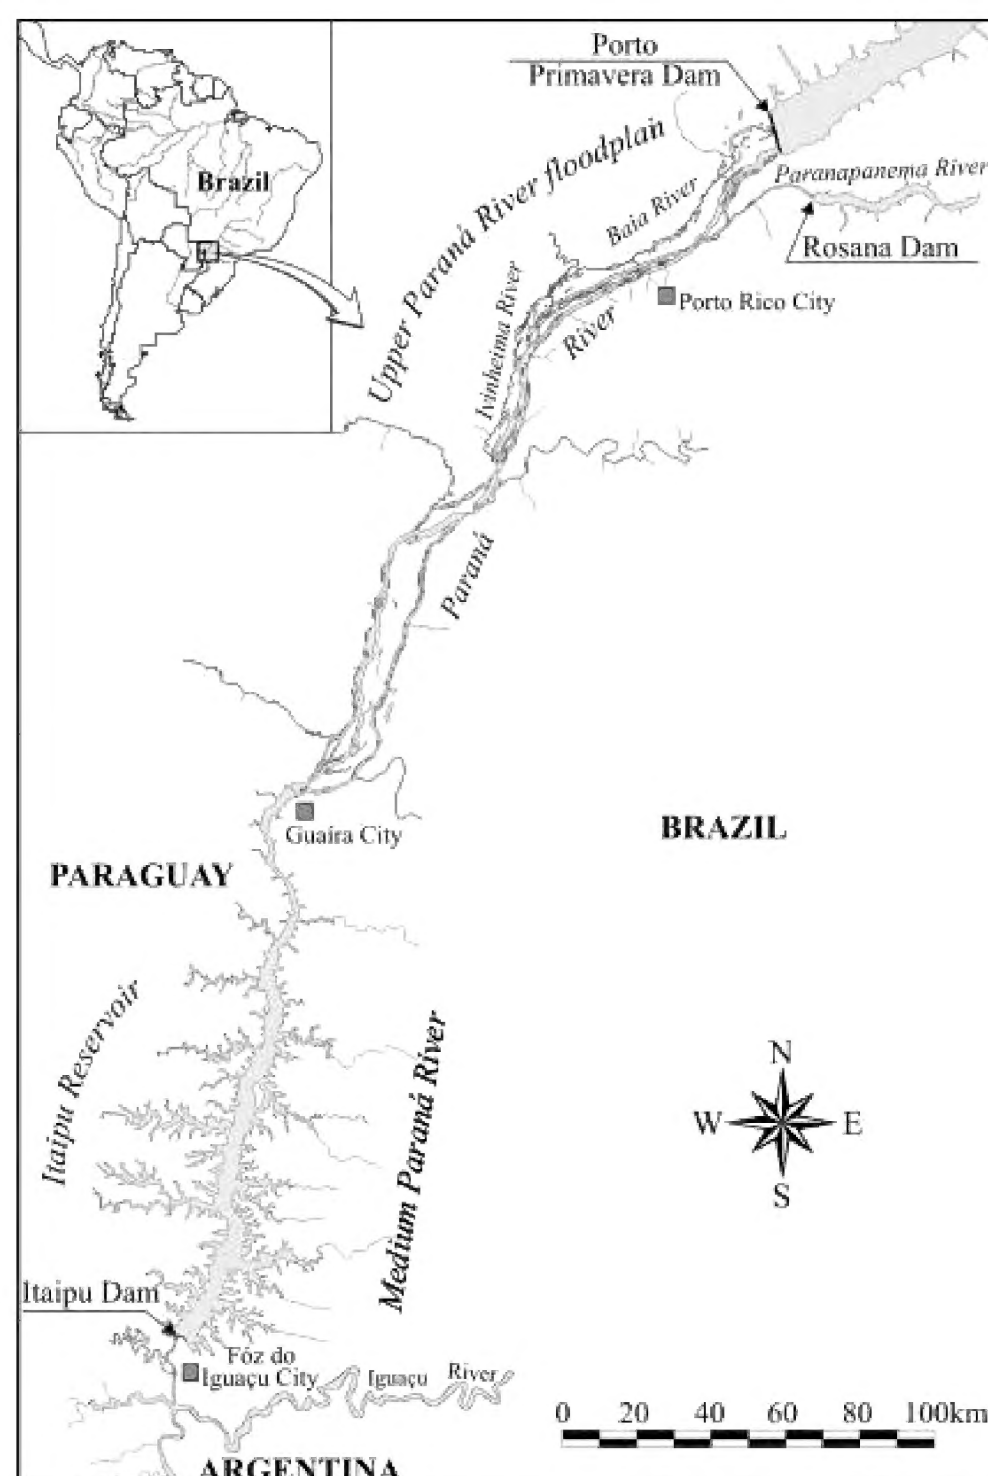 Porto
Primavera Dam
Brazil
Upper Paraná River floodplan
Baia River
Paranapanema River
Rosana Dam
Ivinheima River
River
Porto Rico City
Paraná
Guaíra City
BRAZIL
PARAGUAY
Itaipu Reservoir
Medium Paraná River
N
W
E
S
Itaipu Dam
Fóz do
Iguaçu City
Iguaçu River
0 20 40 60 80 100km
ARGENTINA